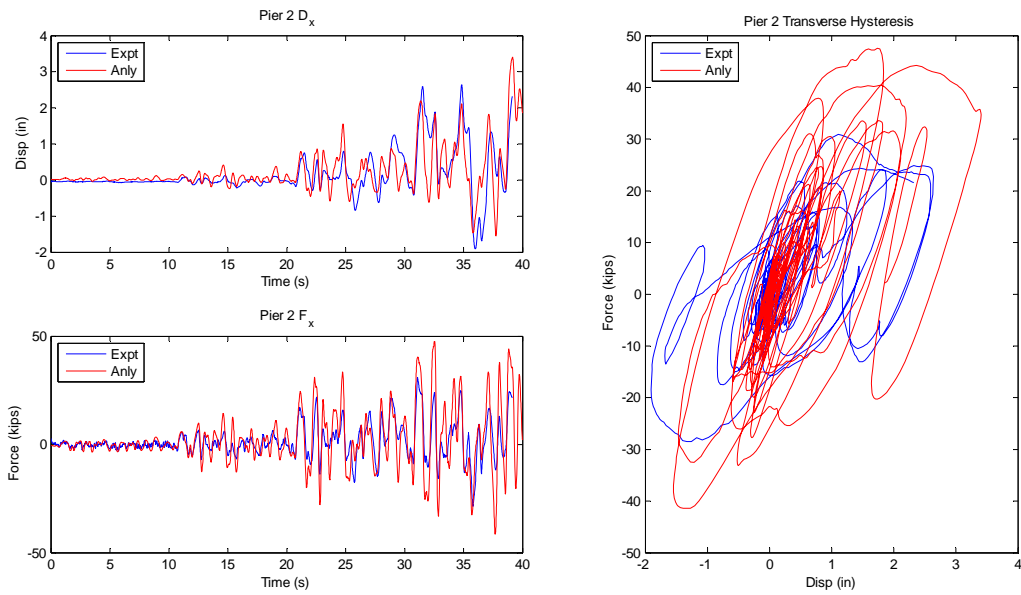 Pier 2 Dx
Expt
Anly
Disp (in)
4
3
2
1
0
-1
-2
0 5 10 15 20 25 30 35 40
Time (s)
Pier 2 Fx
Expt
Anly
Force (kips)
50
0
-50
0 5 10 15 20 25 30 35 40
Time (s)
Pier 2 Transverse Hysteresis
Expt
Anly
Force (kips)
50
40
30
20
10
0
-10
-20
-30
-40
-50
-2 -1 0 1 2 3 4
Disp (in)